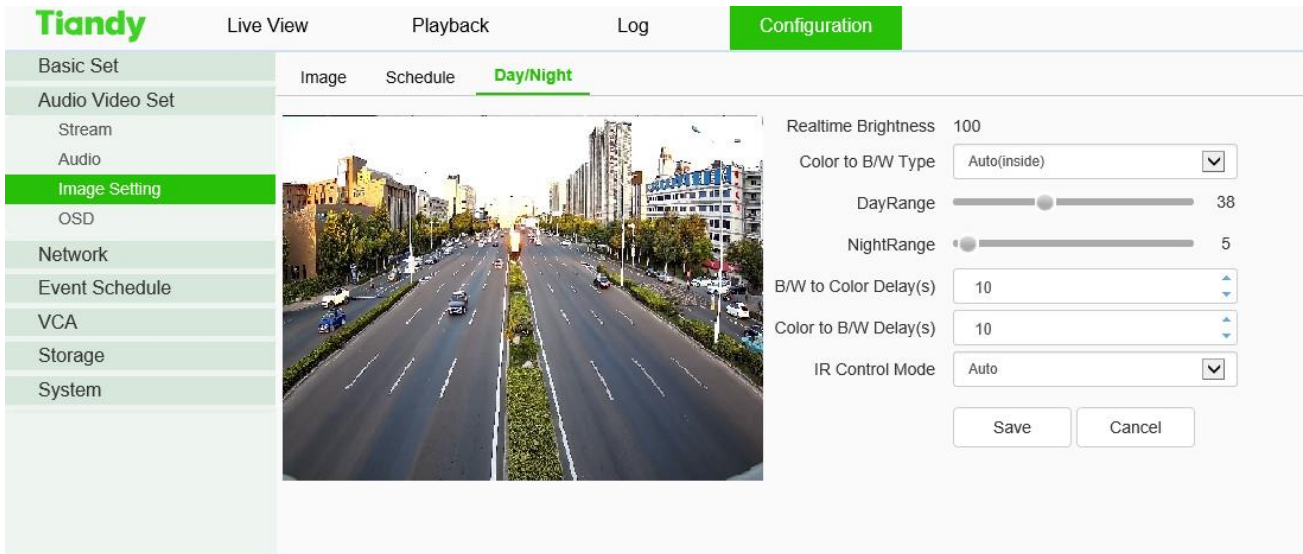 Tiandy Live View Playback Log Configuration
Basic Set
Audio Video Set
Stream
Audio
Image Setting
OSD
Network
Event Schedule
VCA
Storage
System
Image Schedule Day/Night
Realtime Brightness 100
Color to B/W Type Auto(inside)
DayRange 38
NightRange 5
B/W to Color Delay(s) 10
Color to B/W Delay(s) 10
IR Control Mode Auto
Save Cancel